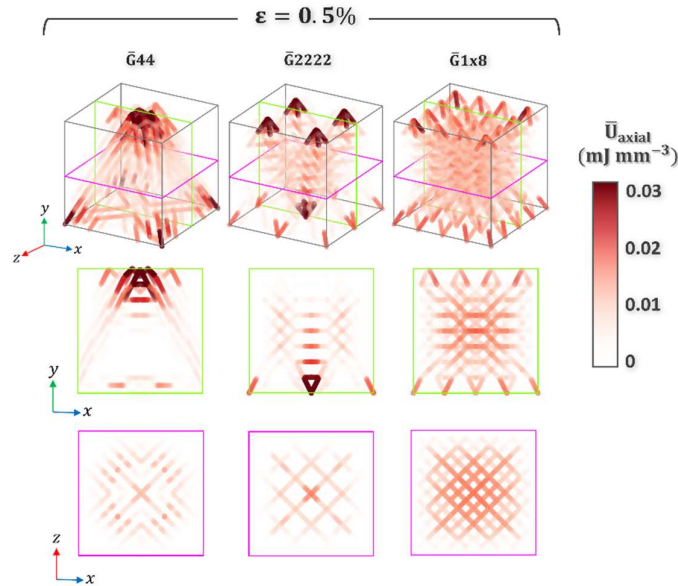 ε = 0.5%
Ḡ44
Ḡ2222
Ḡ1x8
Ūaxial
(mJ mm⁻³)
0.03
0.02
0.01
0
y
z
x
y
x
z
x